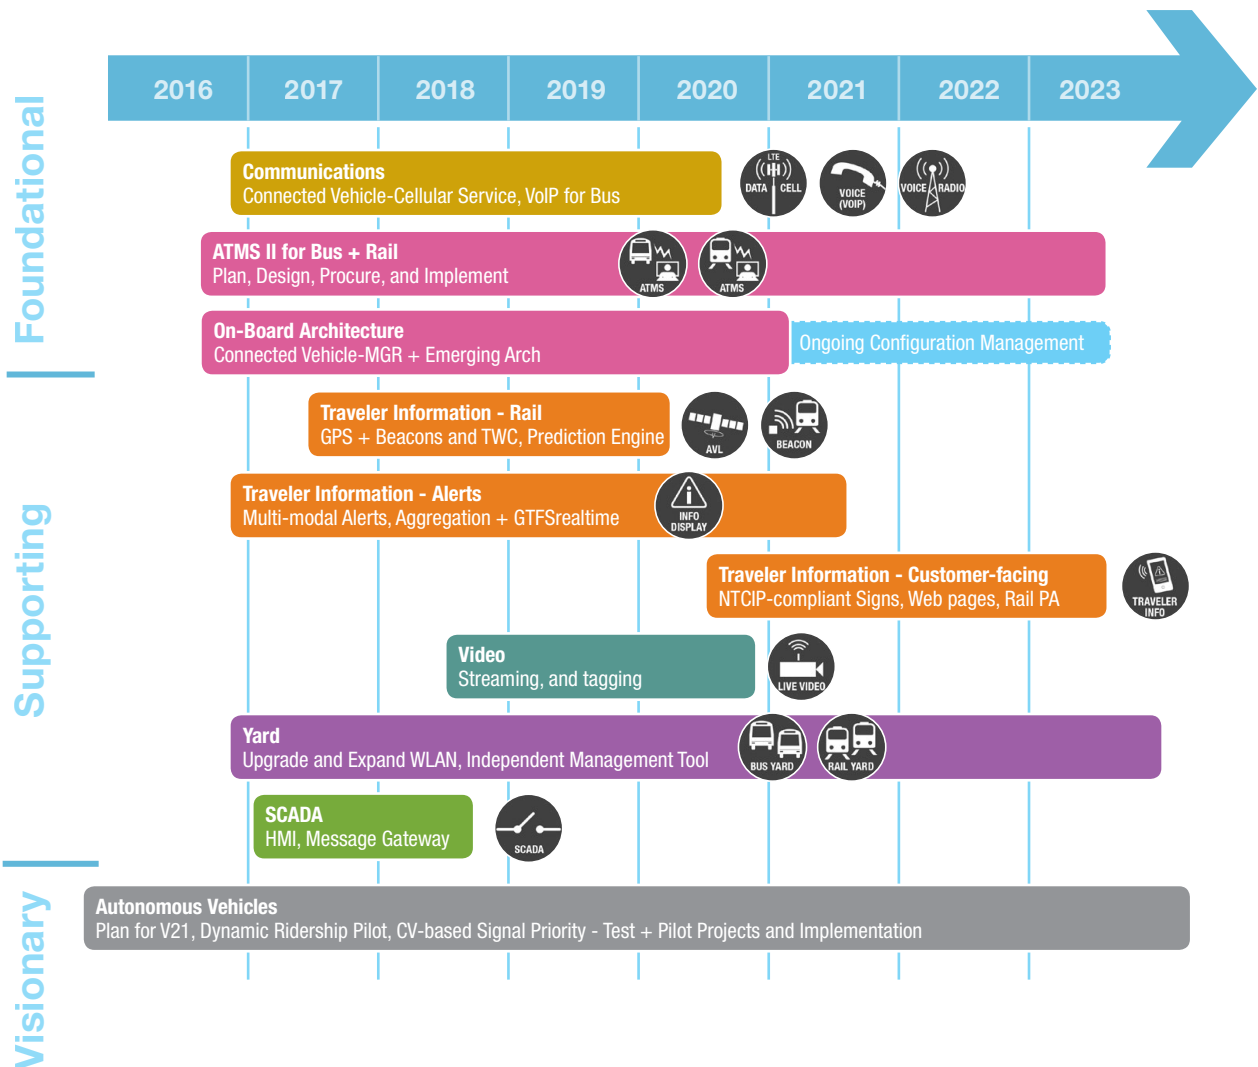 2016 2017 2018 2019 2020 2021 2022 2023
Foundational
Communications
Connected Vehicle-Cellular Service, VoIP for Bus
LTE
DATA CELL
VOICE
(VOIP)
VOICE RADIO
ATMS II for Bus + Rail
Plan, Design, Procure, and Implement
ATMS
ATMS
On-Board Architecture
Connected Vehicle-MGR + Emerging Arch
Ongoing Configuration Management
Supporting
Traveler Information - Rail
GPS + Beacons and TWC, Prediction Engine
AVL
BEACON
Traveler Information - Alerts
Multi-modal Alerts, Aggregation + GTFSrealtime
INFO
DISPLAY
Traveler Information - Customer-facing
NTCIP-compliant Signs, Web pages, Rail PA
TRAVELER
INFO
Video
Streaming, and tagging
LIVE VIDEO
Yard
Upgrade and Expand WLAN, Independent Management Tool
BUS YARD
RAIL YARD
SCADA
HMI, Message Gateway
SCADA
Visionary
Autonomous Vehicles
Plan for V21, Dynamic Ridership Pilot, CV-based Signal Priority - Test + Pilot Projects and Implementation